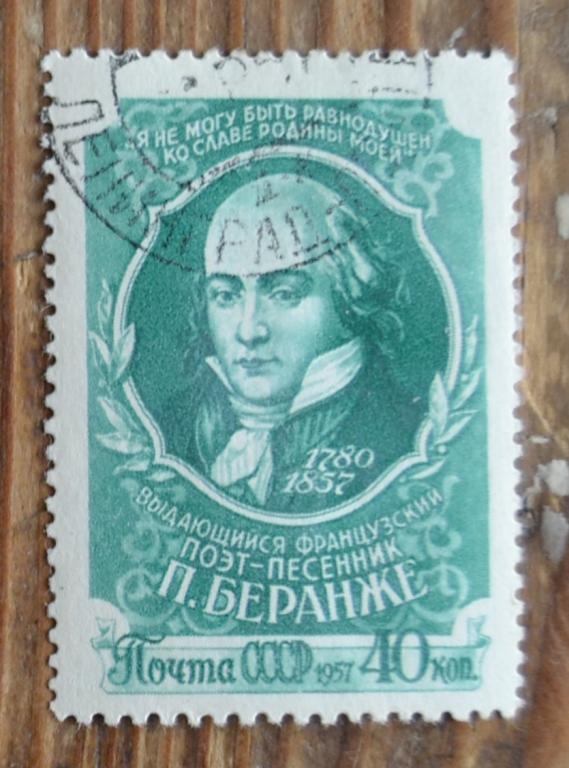 „Я НЕ МОГУ БЫТЬ РАВНОДУШЕН
КО СЛАВЕ РОДИНЫ МОЕЙ“
1780
1857
ВЫДАЮЩИЙСЯ ФРАНЦУЗСКИЙ
ПОЭТ-ПЕСЕННИК
П. БЕРАНЖЕ
Почта СССР 1957 40 коп.
ЛЕНИНГРАД